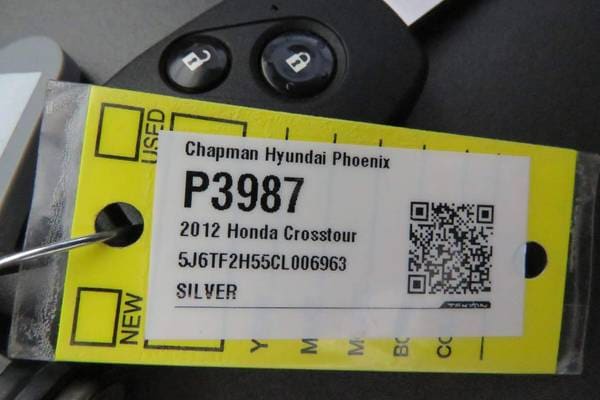 USED
Chapman Hyundai Phoenix
P3987
2012 Honda Crosstour
5J6TF2H55CL006963
SILVER
NEW